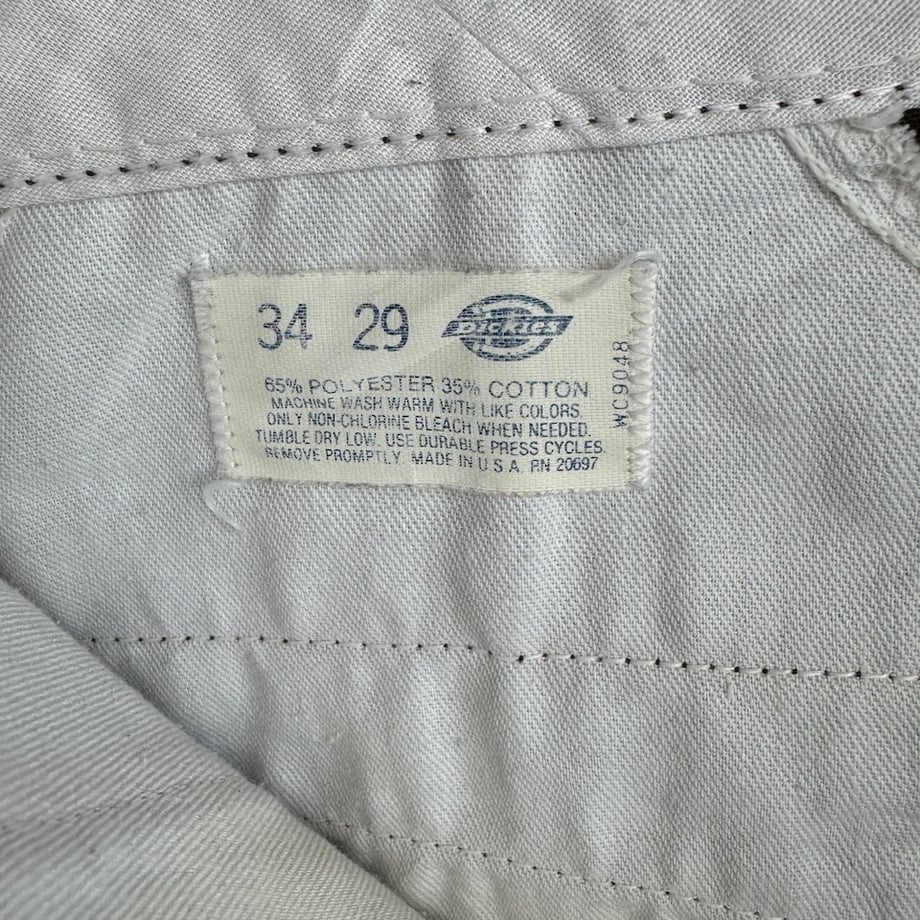 34 29 DICKIES
65% POLYESTER 35% COTTON
MACHINE WASH WARM WITH LIKE COLORS
ONLY NON-CHLORINE BLEACH WHEN NEEDED.
TUMBLE DRY LOW. USE DURABLE PRESS CYCLES.
REMOVE PROMPTLY. MADE IN U.S.A. RN 20697
WC9048